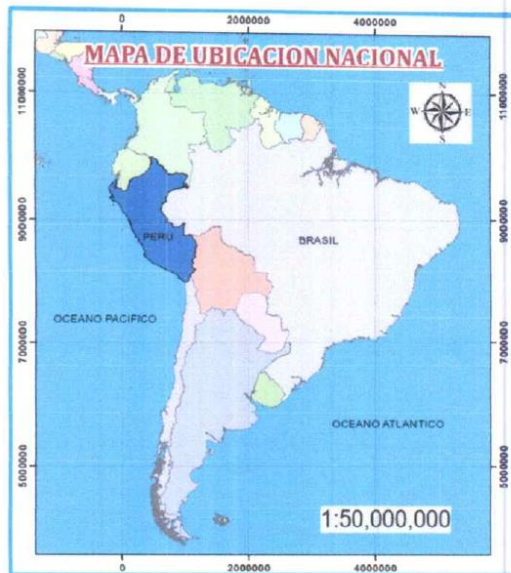 0 2000000 4000000
MAPA DE UBICACION NACIONAL
11000000 11000000
N
W E
S
9000000 9000000
PERU
BRASIL
OCEANO PACIFICO
7000000 7000000
OCEANO ATLANTICO
5000000 5000000
1:50,000,000
0 2000000 4000000